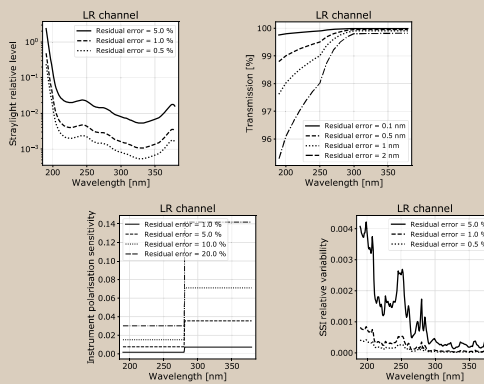 LR channel
Straylight relative level
10⁰
10⁻¹
10⁻²
10⁻³
Residual error = 5.0 %
Residual error = 1.0 %
Residual error = 0.5 %
200 250 300 350
Wavelength [nm]
LR channel
Transmission [%]
100
99
98
97
96
Residual error = 0.1 nm
Residual error = 0.5 nm
Residual error = 1 nm
Residual error = 2 nm
200 250 300 350
Wavelength [nm]
LR channel
Instrument polarisation sensitivity
0.14
0.12
0.10
0.08
0.06
0.04
0.02
0.00
Residual error = 1.0 %
Residual error = 5.0 %
Residual error = 10.0 %
Residual error = 20.0 %
200 250 300 350
Wavelength [nm]
LR channel
SSI relative variability
0.004
0.003
0.002
0.001
0.000
Residual error = 5.0 %
Residual error = 1.0 %
Residual error = 0.5 %
200 250 300 350
Wavelength [nm]